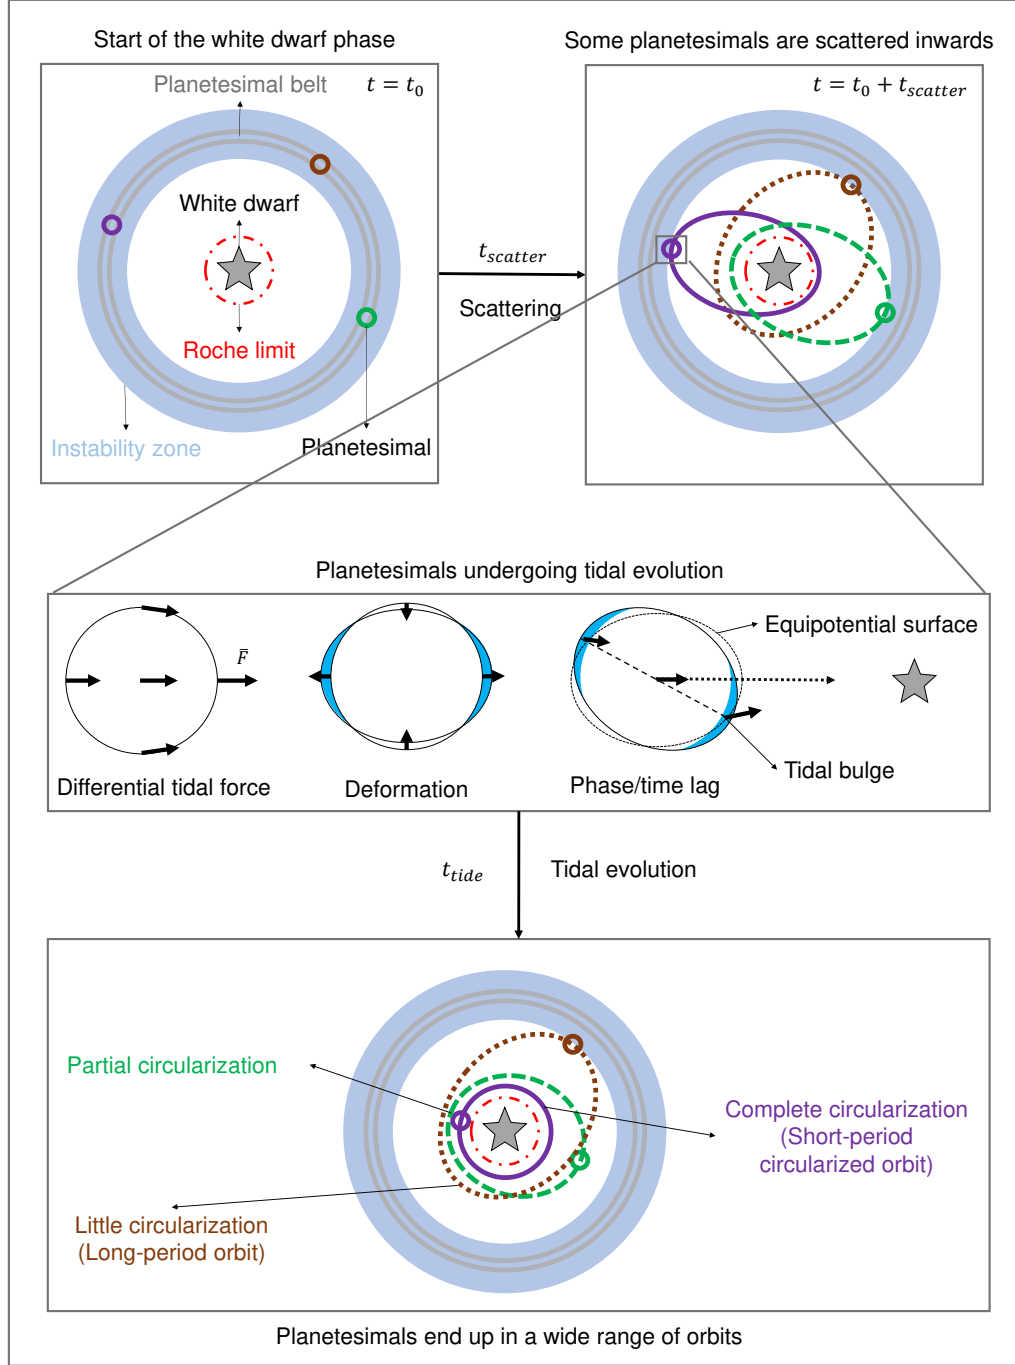 Start of the white dwarf phase
Some planetesimals are scattered inwards
Planetesimal belt
t = t₀
t = t₀ + t_scatter
White dwarf
Roche limit
Instability zone
Planetesimal
t_scatter
Scattering
Planetesimals undergoing tidal evolution
F̄
Equipotential surface
Tidal bulge
Differential tidal force
Deformation
Phase/time lag
t_tide
Tidal evolution
Partial circularization
Complete circularization
(Short-period
circularized orbit)
Little circularization
(Long-period orbit)
Planetesimals end up in a wide range of orbits